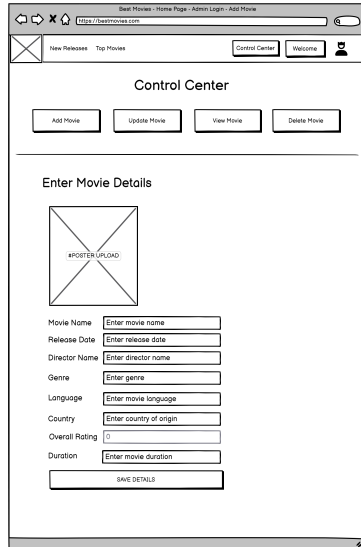 Best Movies - Home Page - Admin Login - Add Movie
https://bestmovies.com
New Releases Top Movies Control Center Welcome
Control Center
Add Movie Update Movie View Movie Delete Movie
Enter Movie Details
#POSTER UPLOAD
Movie Name Enter movie name
Release Date Enter release date
Director Name Enter director name
Genre Enter genre
Language Enter movie language
Country Enter country of origin
Overall Rating 0
Duration Enter movie duration
SAVE DETAILS